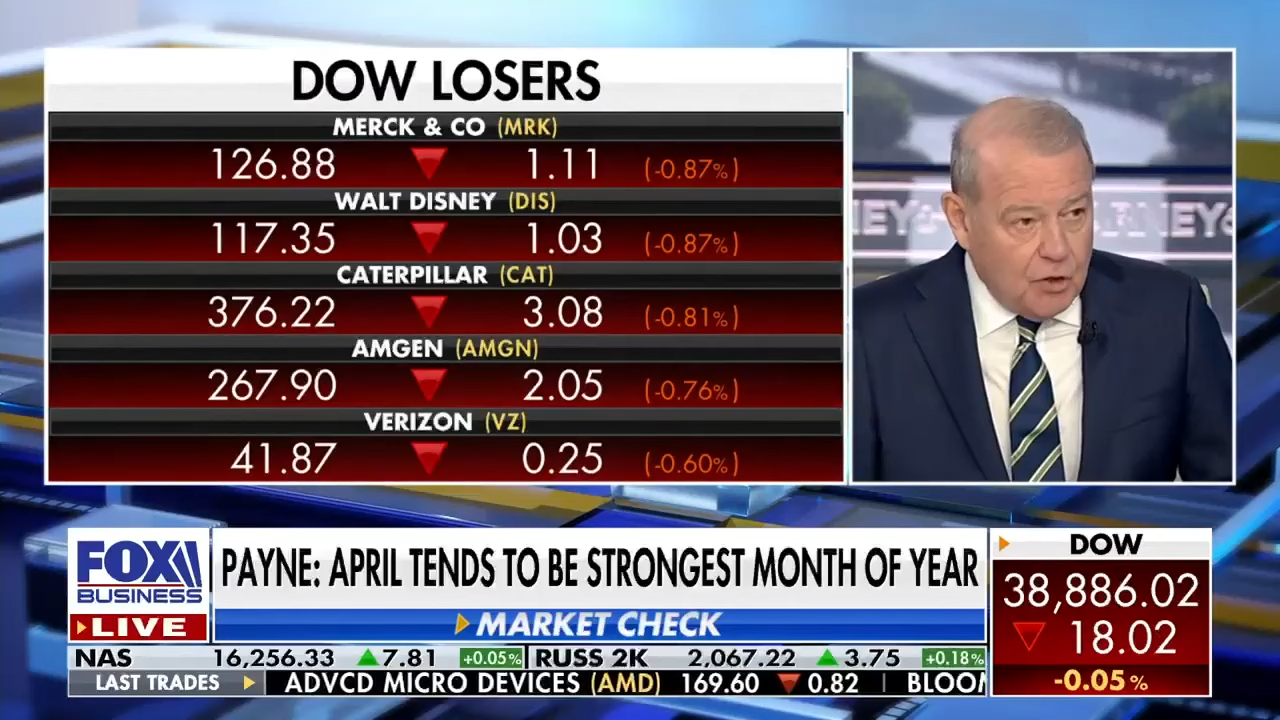 DOW LOSERS
MERCK & CO (MRK)
126.88 ▼ 1.11 (-0.87%)
WALT DISNEY (DIS)
117.35 ▼ 1.03 (-0.87%)
CATERPILLAR (CAT)
376.22 ▼ 3.08 (-0.81%)
AMGEN (AMGN)
267.90 ▼ 2.05 (-0.76%)
VERIZON (VZ)
41.87 ▼ 0.25 (-0.60%)
FOX
BUSINESS
LIVE
PAYNE: APRIL TENDS TO BE STRONGEST MONTH OF YEAR
MARKET CHECK
DOW
38,886.02
▼ 18.02
-0.05%
NAS 16,256.33 ▲7.81 +0.05% RUSS 2K 2,067.22 ▲3.75 +0.18%
LAST TRADES ADVCD MICRO DEVICES (AMD) 169.60 ▼0.82 | BLOOM